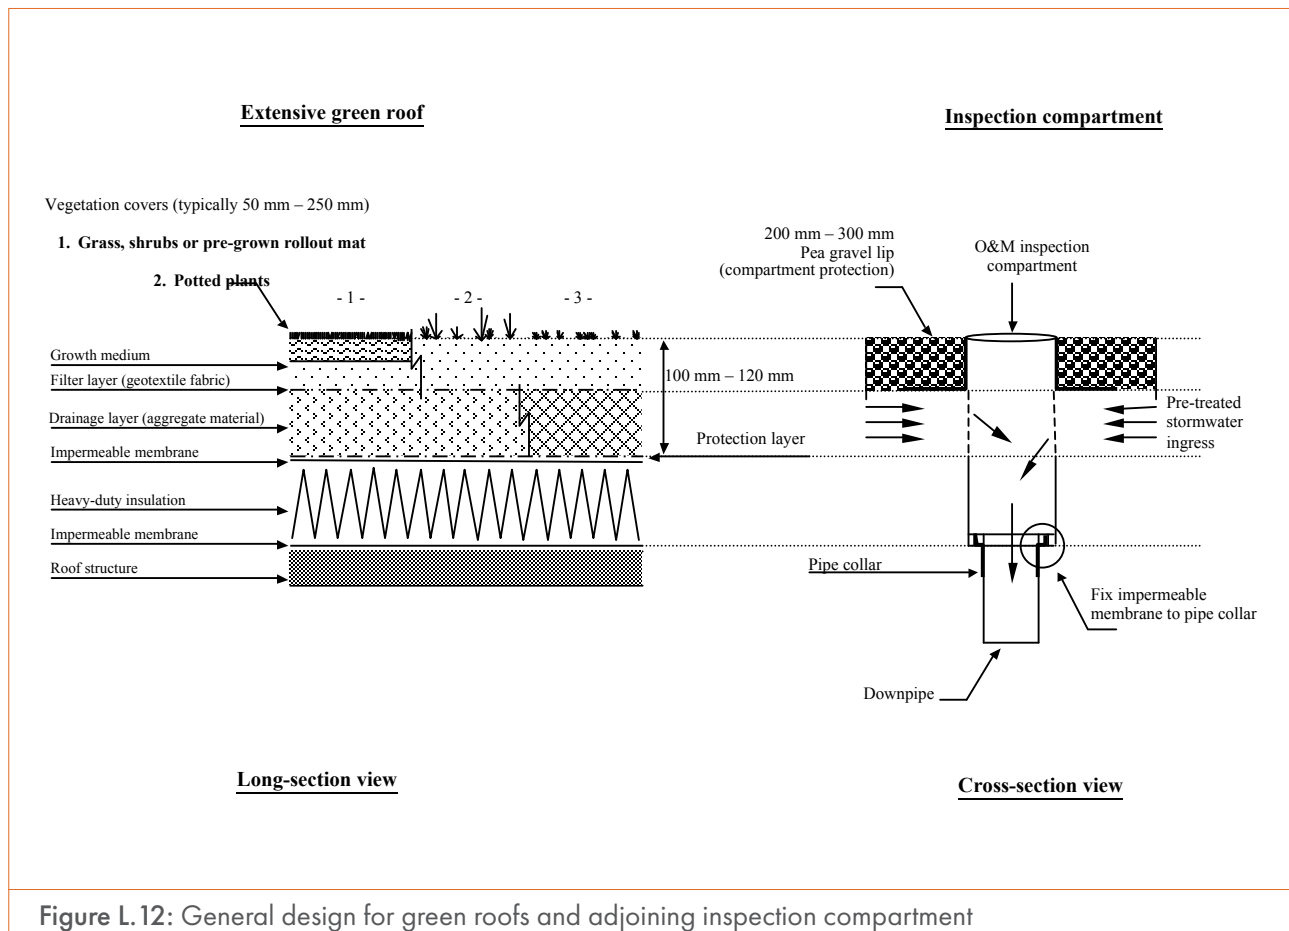 Extensive green roof
Inspection compartment
Vegetation covers (typically 50 mm – 250 mm)
1. Grass, shrubs or pre-grown rollout mat
2. Potted plants
- 1 -
- 2 -
- 3 -
Growth medium
Filter layer (geotextile fabric)
Drainage layer (aggregate material)
Impermeable membrane
Heavy-duty insulation
Impermeable membrane
Roof structure
100 mm – 120 mm
Protection layer
200 mm – 300 mm
Pea gravel lip
(compartment protection)
O&M inspection
compartment
Pre-treated
stormwater
ingress
Pipe collar
Fix impermeable
membrane to pipe collar
Downpipe
Long-section view
Cross-section view
Figure L.12: General design for green roofs and adjoining inspection compartment